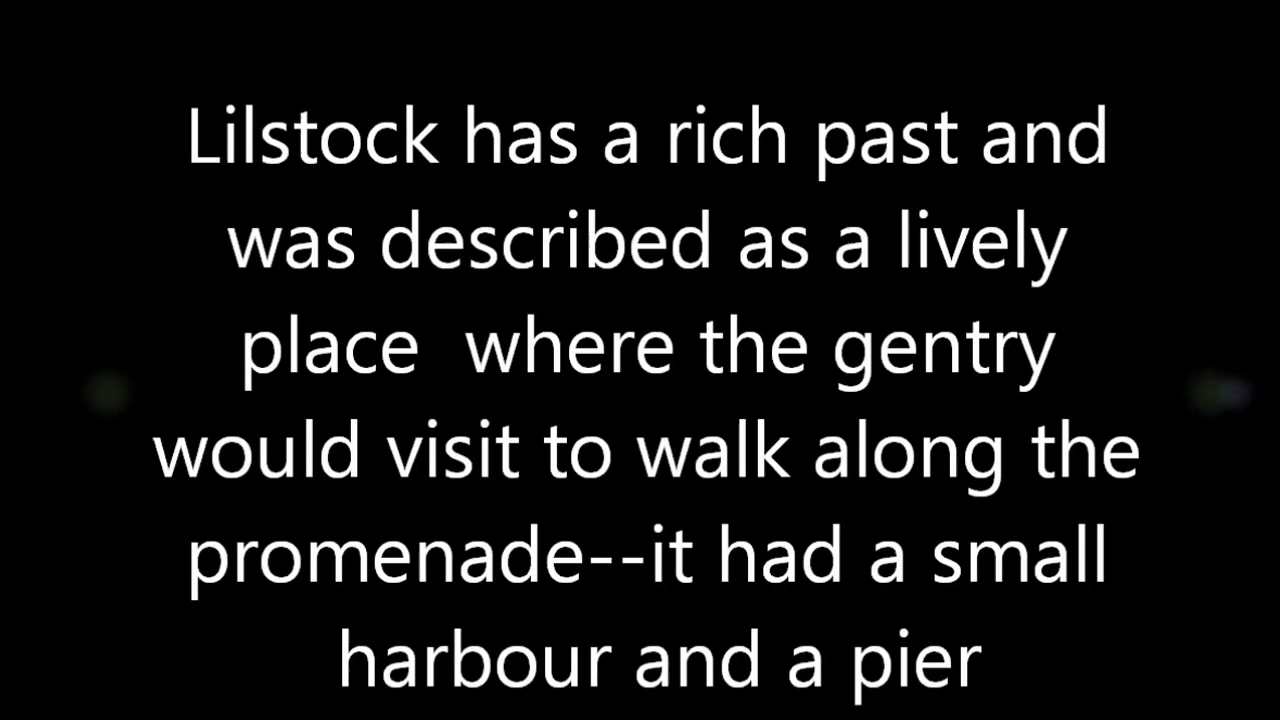 Lilstock has a rich past and
was described as a lively
place  where the gentry
would visit to walk along the
promenade--it had a small
harbour and a pier